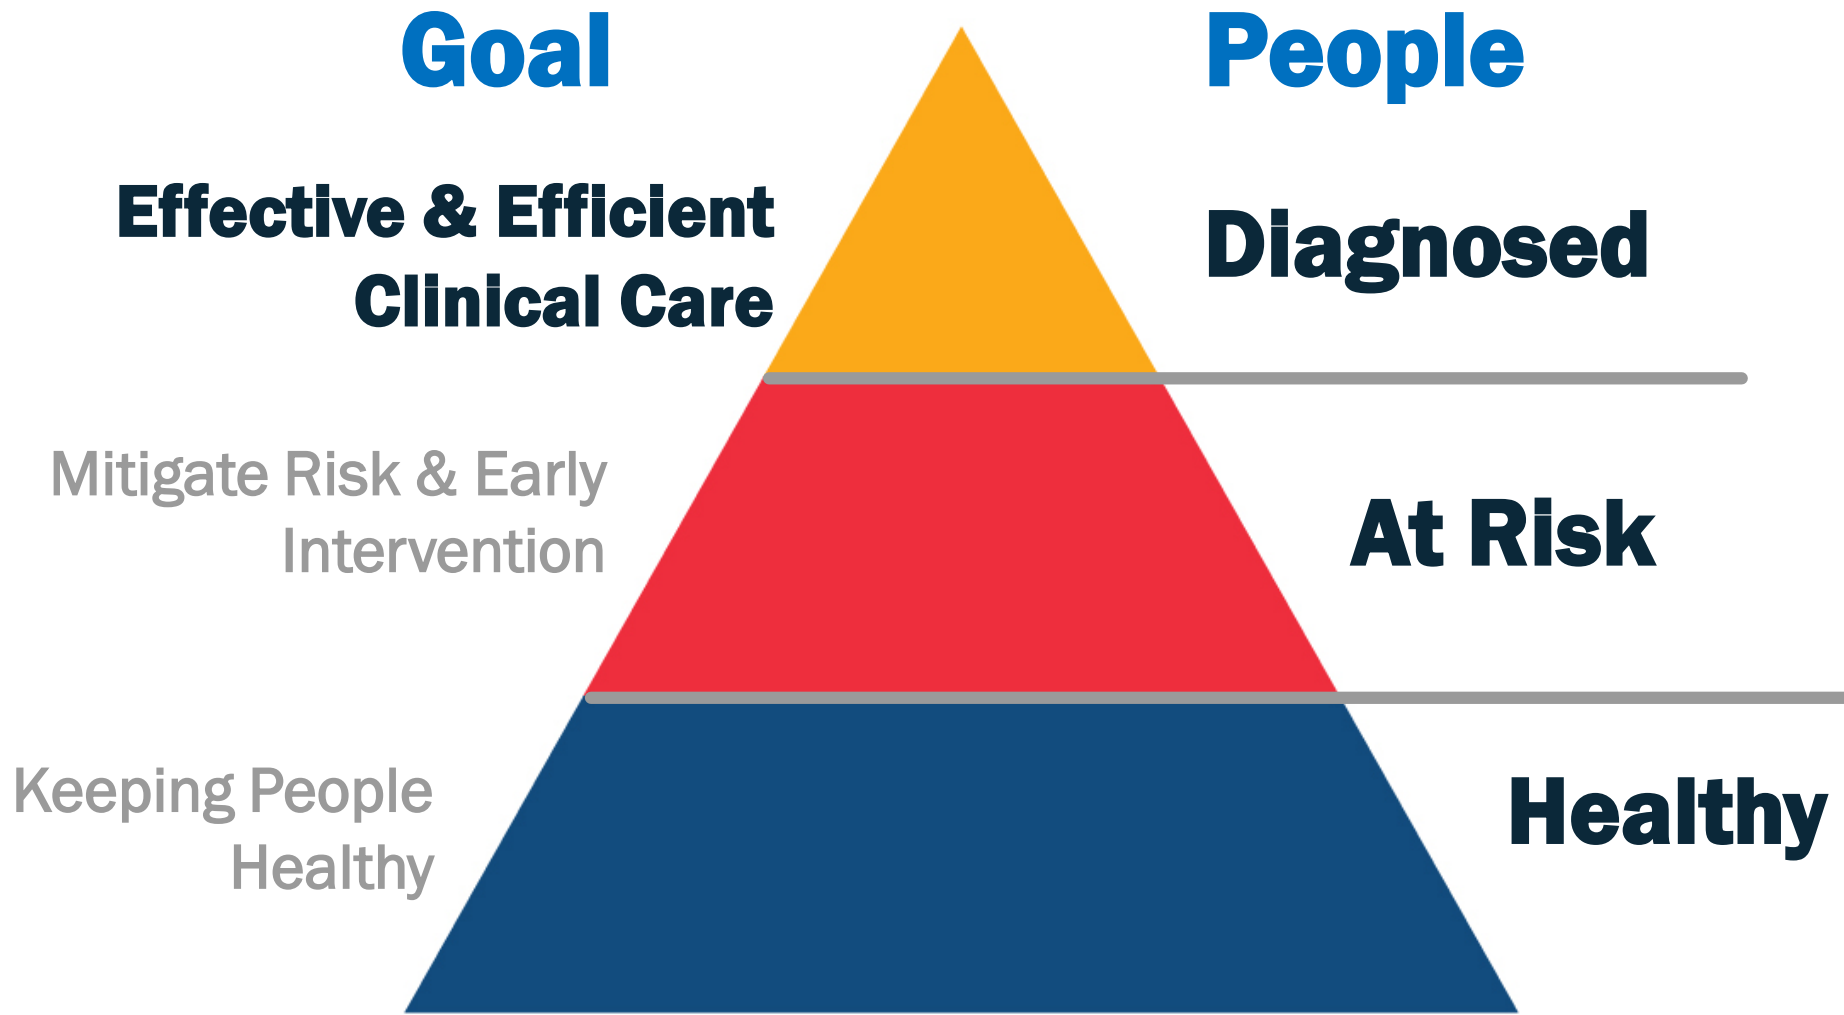 Goal
People
Effective & Efficient
Clinical Care
Diagnosed
Mitigate Risk & Early
Intervention
At Risk
Keeping People
Healthy
Healthy